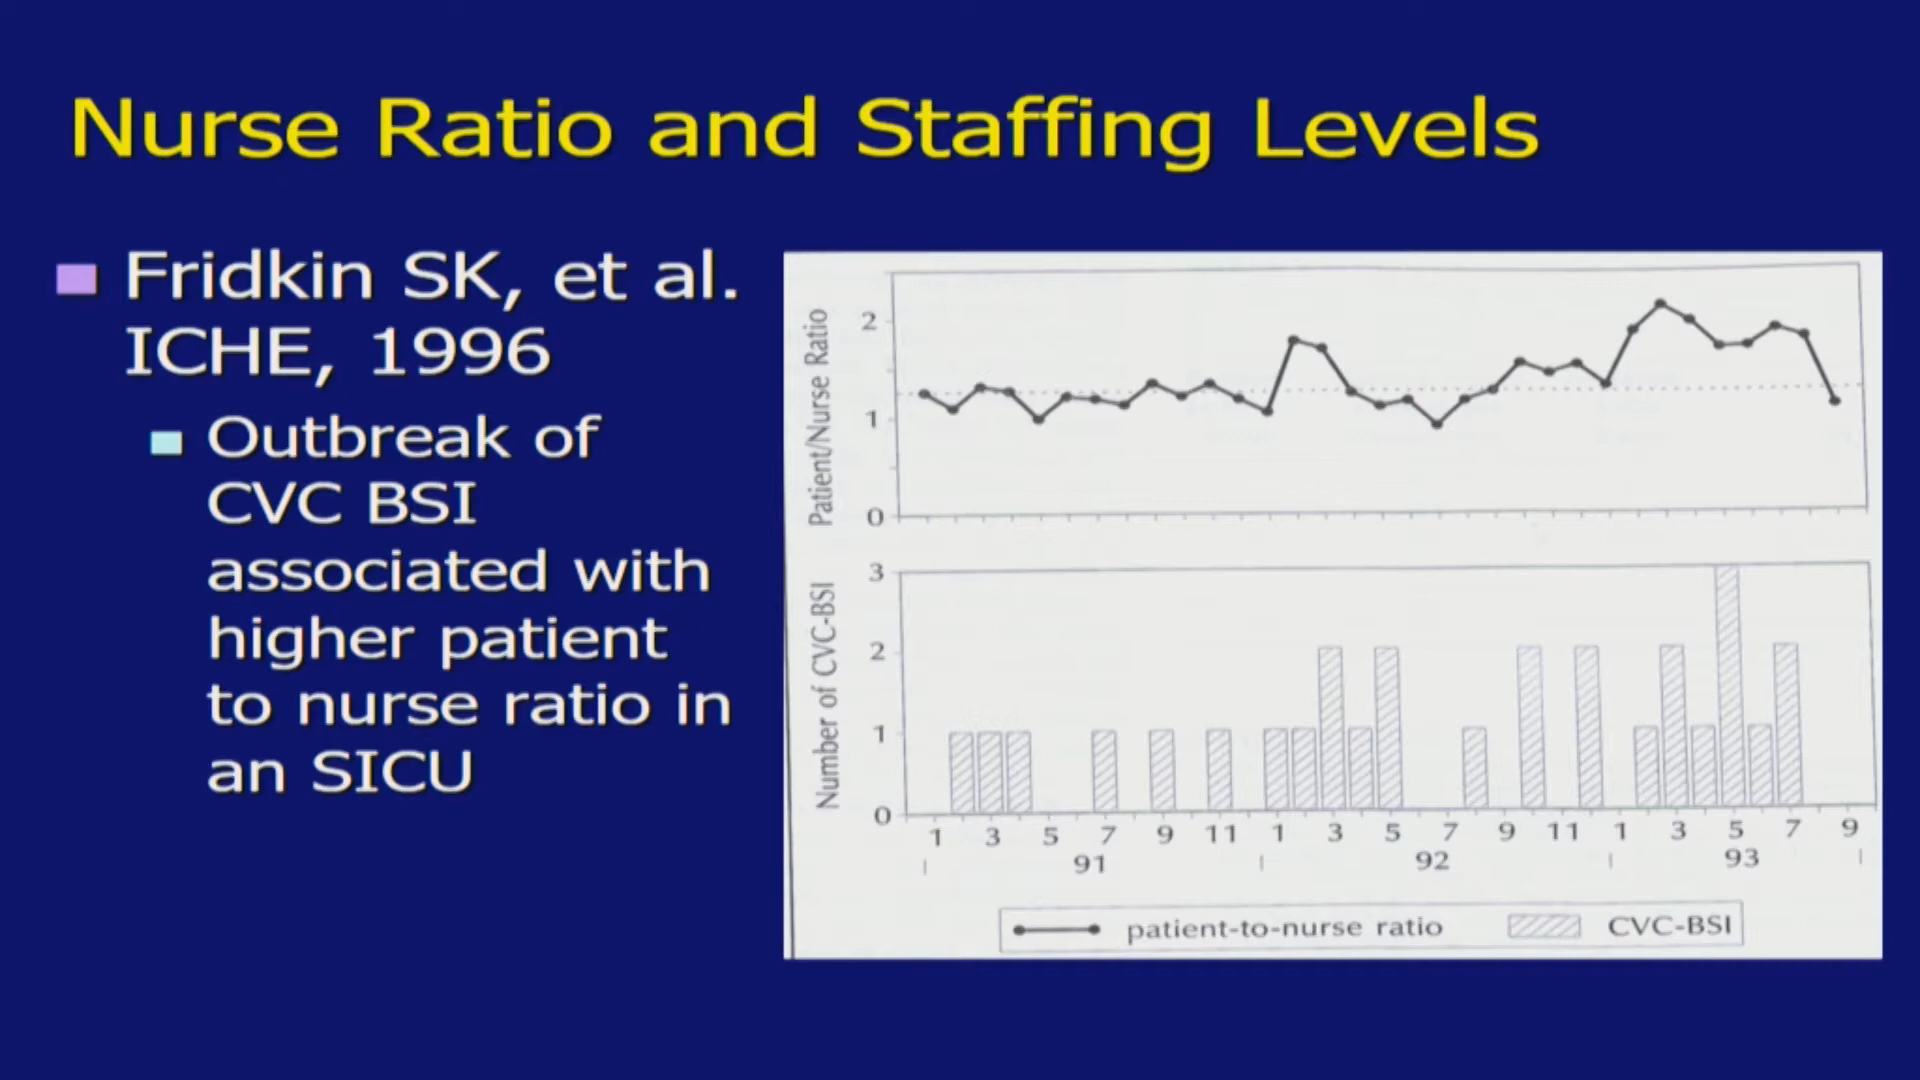 Nurse Ratio and Staffing Levels
Fridkin SK, et al.
ICHE, 1996
Outbreak of
CVC BSI
associated with
higher patient
to nurse ratio in
an SICU
Patient/Nurse Ratio
2
1
0
Number of CVC-BSI
3
2
1
0
1 3 5 7 9 11 1 3 5 7 9 11 1 3 5 7 9
91 92 93
patient-to-nurse ratio CVC-BSI